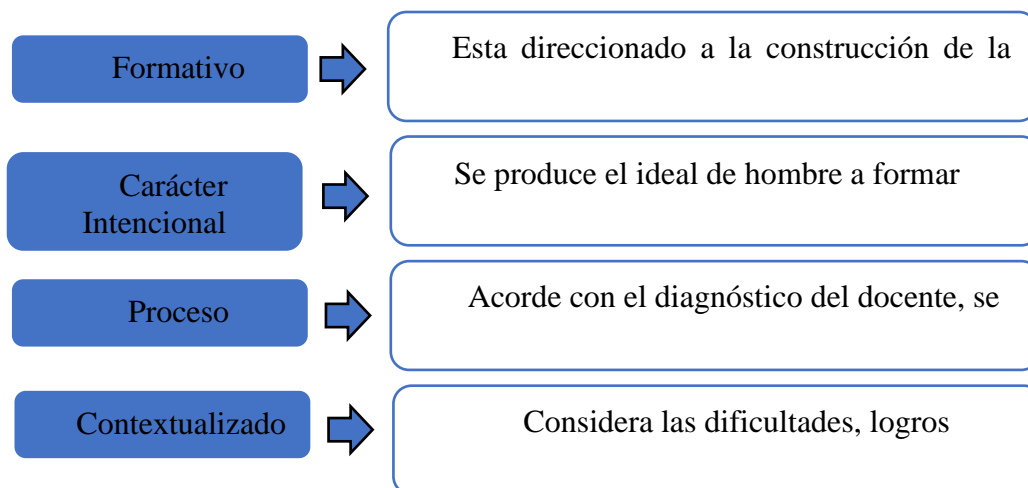 Formativo
Esta direccionado a la construcción de la
Carácter
Intencional
Se produce el ideal de hombre a formar
Proceso
Acorde con el diagnóstico del docente, se
Contextualizado
Considera las dificultades, logros